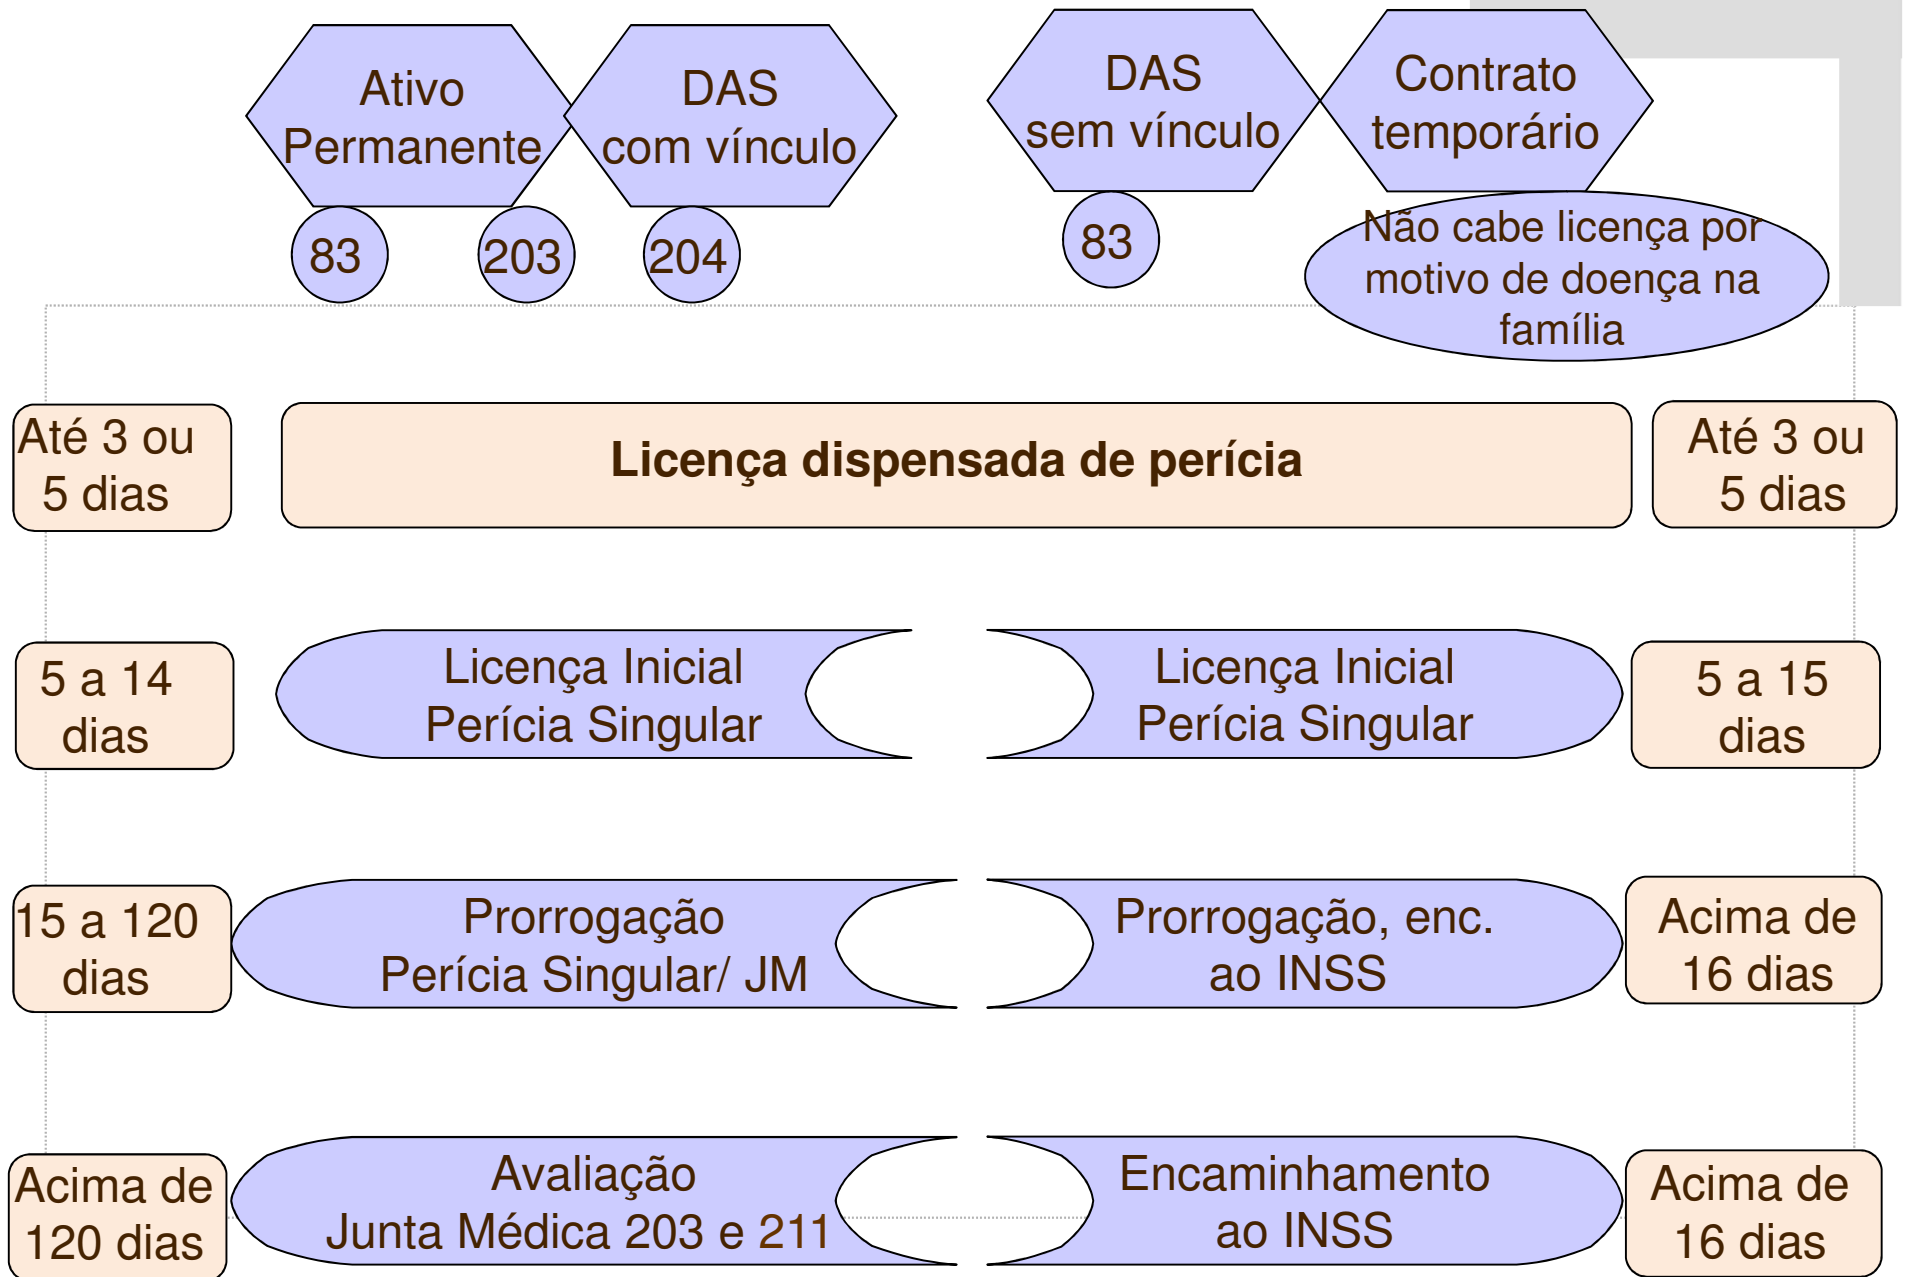 Ativo
Permanente
DAS
com vínculo
DAS
sem vínculo
Contrato
temporário
83
203
204
83
Não cabe licença por
motivo de doença na
família
Até 3 ou
5 dias
Licença dispensada de perícia
Até 3 ou
5 dias
5 a 14
dias
Licença Inicial
Perícia Singular
Licença Inicial
Perícia Singular
5 a 15
dias
15 a 120
dias
Prorrogação
Perícia Singular/ JM
Prorrogação, enc.
ao INSS
Acima de
16 dias
Acima de
120 dias
Avaliação
Junta Médica 203 e 211
Encaminhamento
ao INSS
Acima de
16 dias